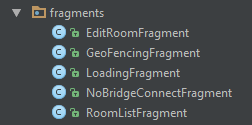 fragments
C EditRoomFragment
C GeoFencingFragment
C LoadingFragment
C NoBridgeConnectFragment
C RoomListFragment